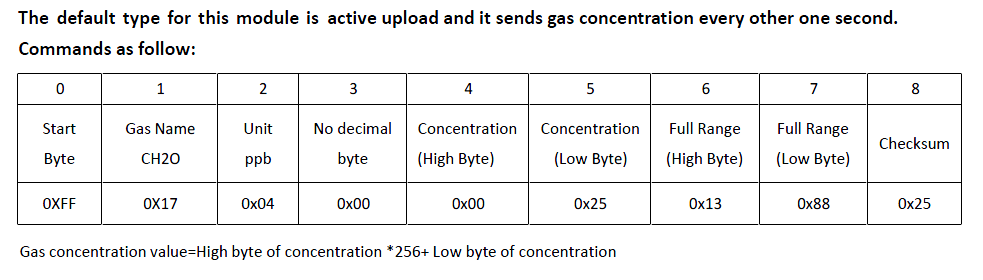 The default type for this module is active upload and it sends gas concentration every other one second.
Commands as follow:
0 1 2 3 4 5 6 7 8
Start Gas Name Unit No decimal Concentration Concentration Full Range Full Range Checksum
Byte CH2O ppb byte (High Byte) (Low Byte) (High Byte) (Low Byte)
0XFF 0X17 0x04 0x00 0x00 0x25 0x13 0x88 0x25
Gas concentration value=High byte of concentration *256+ Low byte of concentration